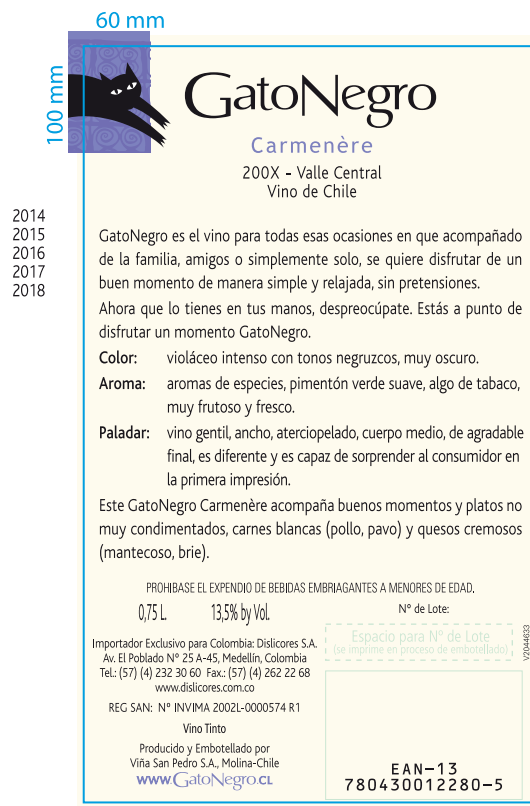 60 mm
100 mm
GatoNegro
Carmenère
200X - Valle Central
Vino de Chile
2014
2015
2016
2017
2018
GatoNegro es el vino para todas esas ocasiones en que acompañado
de la familia, amigos o simplemente solo, se quiere disfrutar de un
buen momento de manera simple y relajada, sin pretensiones.
Ahora que lo tienes en tus manos, despreocúpate. Estás a punto de
disfrutar un momento GatoNegro.
Color: violáceo intenso con tonos negruzcos, muy oscuro.
Aroma: aromas de especies, pimentón verde suave, algo de tabaco,
muy frutoso y fresco.
Paladar: vino gentil, ancho, aterciopelado, cuerpo medio, de agradable
final, es diferente y es capaz de sorprender al consumidor en
la primera impresión.
Este GatoNegro Carmenère acompaña buenos momentos y platos no
muy condimentados, carnes blancas (pollo, pavo) y quesos cremosos
(mantecoso, brie).
PROHIBASE EL EXPENDIO DE BEBIDAS EMBRIAGANTES A MENORES DE EDAD.
0,75 L. 13,5% by Vol.
N° de Lote:
Espacio para N° de Lote
(se imprime en proceso de embotellado)
V2044633
Importador Exclusivo para Colombia: Dislicores S.A.
Av. El Poblado N° 25 A-45, Medellín, Colombia
Tel.: (57) (4) 232 30 60 Fax.: (57) (4) 262 22 68
www.dislicores.com.co
REG SAN: N° INVIMA 2002L-0000574 R1
Vino Tinto
Producido y Embotellado por
Viña San Pedro S.A., Molina-Chile
www.GatoNegro.CL
EAN-13
780430012280-5